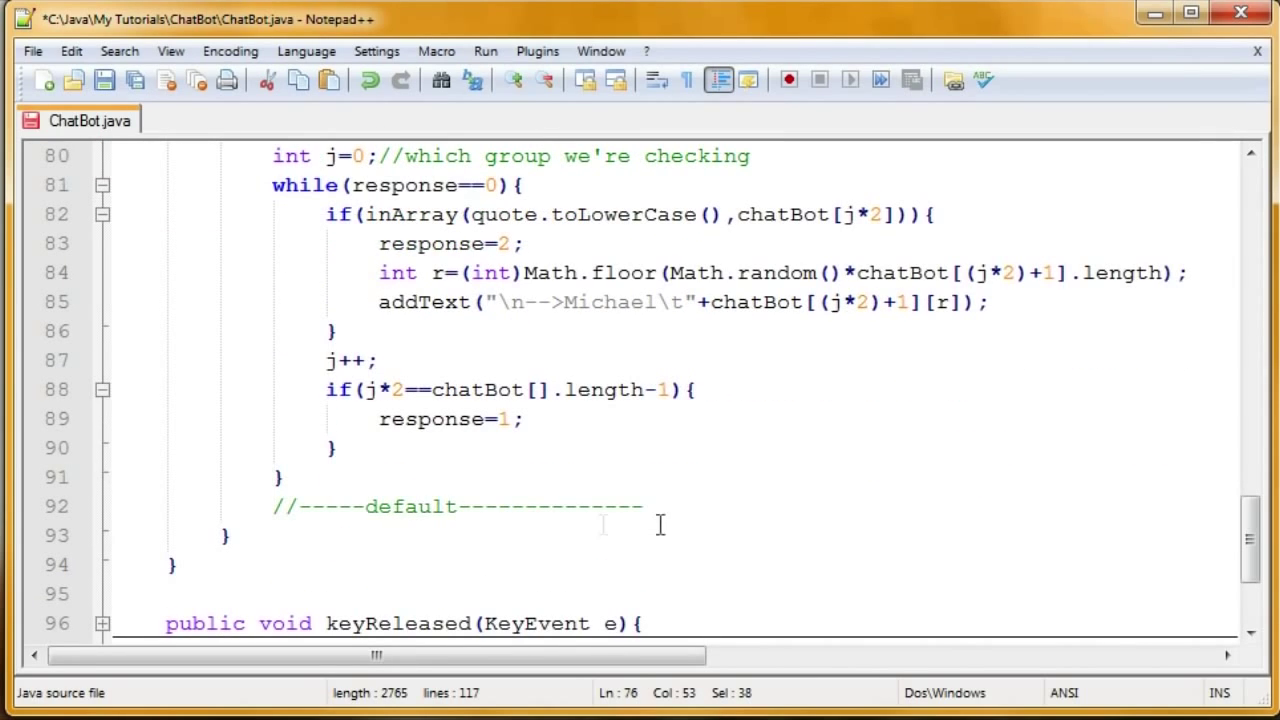 *C:\Java\My Tutorials\ChatBot\ChatBot.java - Notepad++
File Edit Search View Encoding Language Settings Macro Run Plugins Window ? X
ABC
ChatBot.java
80 int j=0;//which group we're checking
81 while(response==0){
82 if(inArray(quote.toLowerCase(),chatBot[j*2])){
83 response=2;
84 int r=(int)Math.floor(Math.random()*chatBot[(j*2)+1].length);
85 addText("\n-->Michael\t"+chatBot[(j*2)+1][r]);
86 }
87 j++;
88 if(j*2==chatBot[].length-1){
89 response=1;
90 }
91 }
92 //-----default--------------
93 }
94 }
95
96 public void keyReleased(KeyEvent e){
Java source file length : 2765 lines : 117 Ln : 76 Col : 53 Sel : 38 Dos\Windows ANSI INS